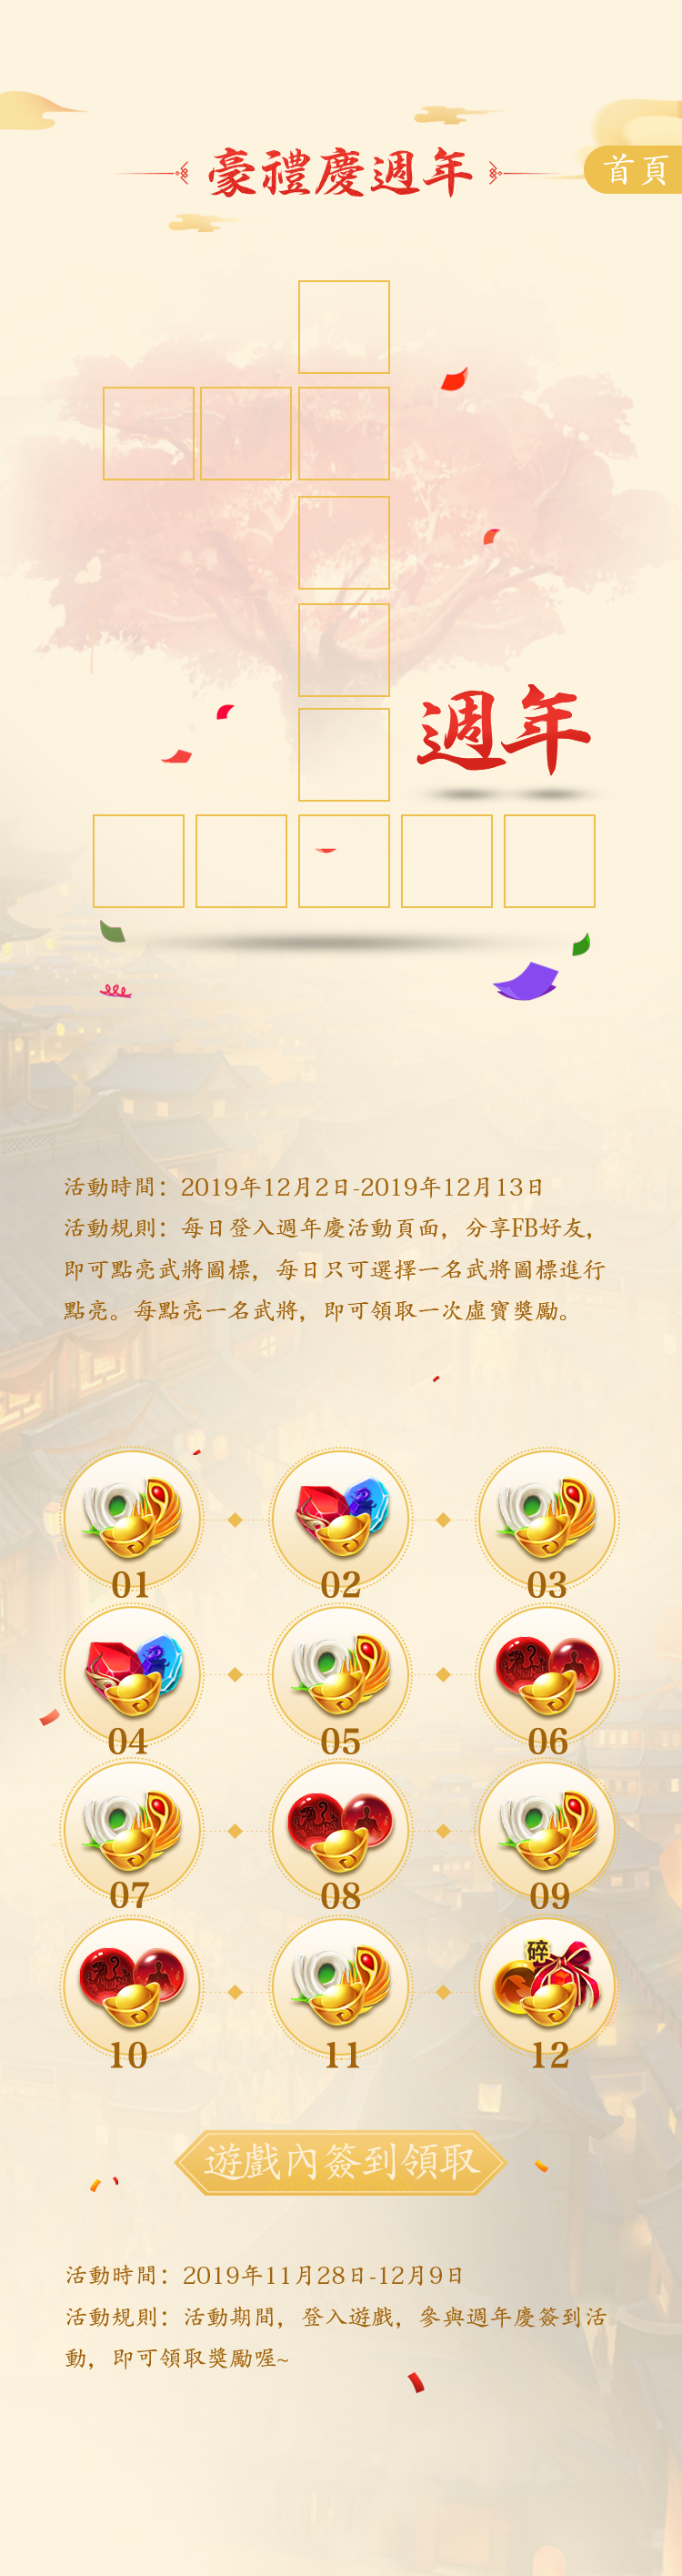 豪禮慶週年
首頁
週年
活動時間：2019年12月2日-2019年12月13日
活動規則：每日登入週年慶活動頁面，分享FB好友，
即可點亮武將圖標，每日只可選擇一名武將圖標進行
點亮。每點亮一名武將，即可領取一次虛寶獎勵。
01
02
03
04
05
06
07
08
09
碎
10
11
12
遊戲內簽到領取
活動時間：2019年11月28日-12月9日
活動規則：活動期間，登入遊戲，參與週年慶簽到活
動，即可領取獎勵喔~